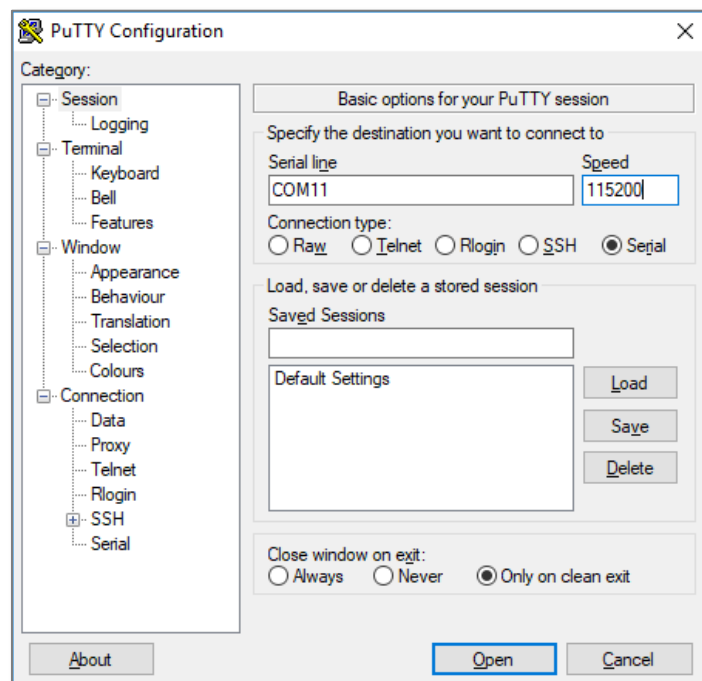 PuTTY Configuration
Category:
Session
Logging
Terminal
Keyboard
Bell
Features
Window
Appearance
Behaviour
Translation
Selection
Colours
Connection
Data
Proxy
Telnet
Rlogin
SSH
Serial
Basic options for your PuTTY session
Specify the destination you want to connect to
Serial line Speed
COM11 115200
Connection type:
Raw Telnet Rlogin SSH Serial
Load, save or delete a stored session
Saved Sessions
Default Settings
Load
Save
Delete
Close window on exit:
Always Never Only on clean exit
About Open Cancel